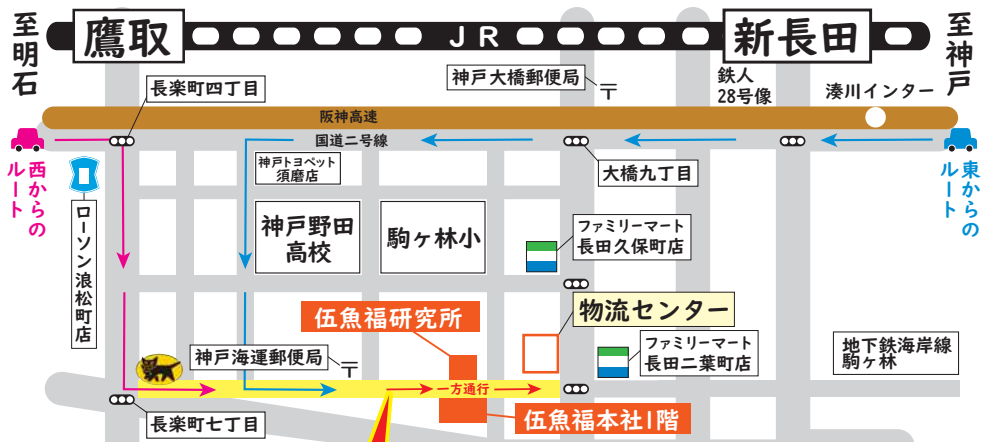 至明石
鷹取
JR
新長田
至神戸
長楽町四丁目
神戸大橋郵便局
〒
鉄人
28号像
湊川インター
阪神高速
国道二号線
西からの
ルート
東からの
ルート
神戸トヨペット
須磨店
大橋九丁目
ローソン浪松町店
神戸野田
高校
駒ヶ林小
ファミリーマート
長田久保町店
伍魚福研究所
物流センター
神戸海運郵便局
〒
ファミリーマート
長田二葉町店
地下鉄海岸線
駒ヶ林
一方通行
長楽町七丁目
伍魚福本社1階